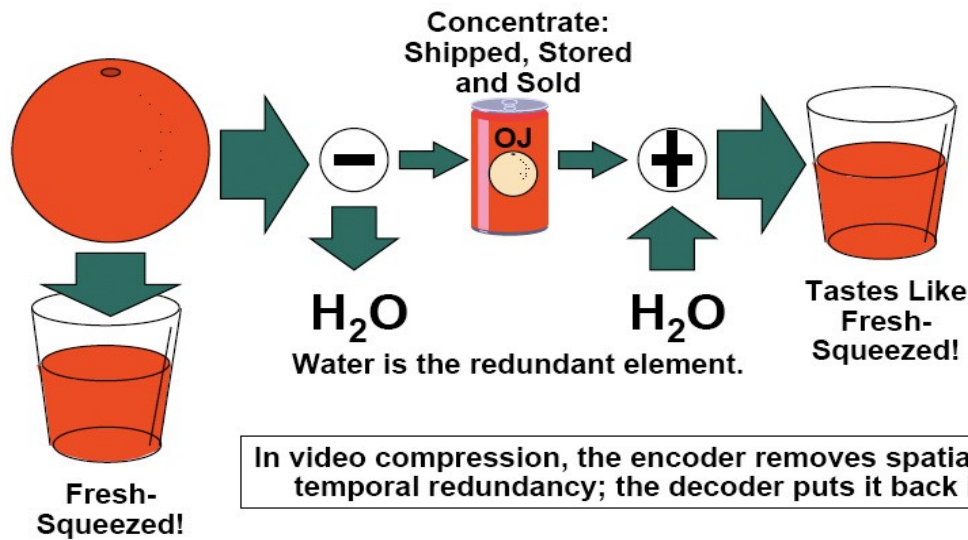 Concentrate:
Shipped, Stored
and Sold
OJ
H₂O
H₂O
Water is the redundant element.
Tastes Like
Fresh-
Squeezed!
Fresh-
Squeezed!
In video compression, the encoder removes spatia
temporal redundancy; the decoder puts it back